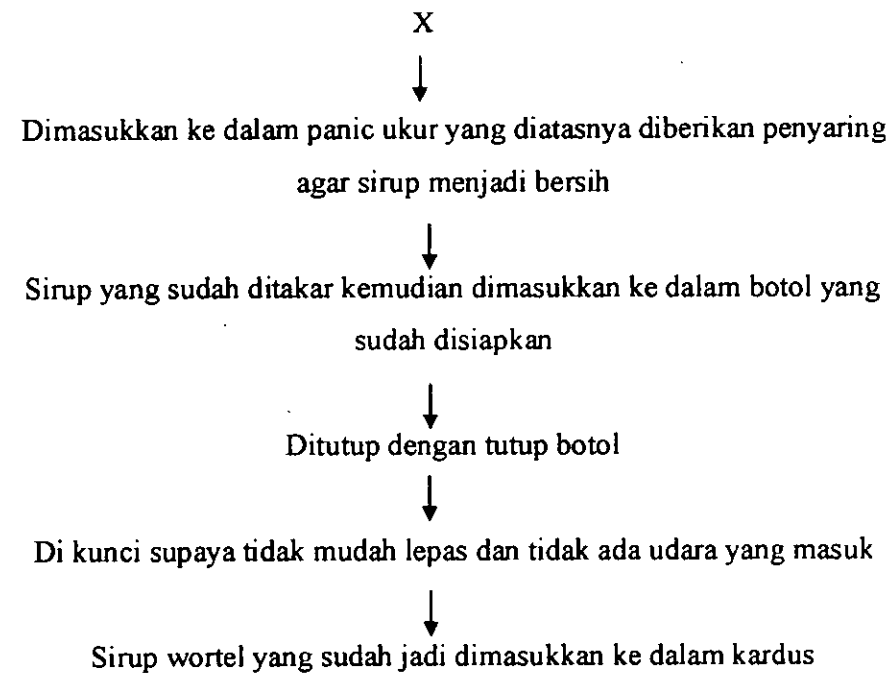 X
Dimasukkan ke dalam panic ukur yang diatasnya diberikan penyaring
agar sirup menjadi bersih
Sirup yang sudah ditakar kemudian dimasukkan ke dalam botol yang
sudah disiapkan
Ditutup dengan tutup botol
Di kunci supaya tidak mudah lepas dan tidak ada udara yang masuk
Sirup wortel yang sudah jadi dimasukkan ke dalam kardus